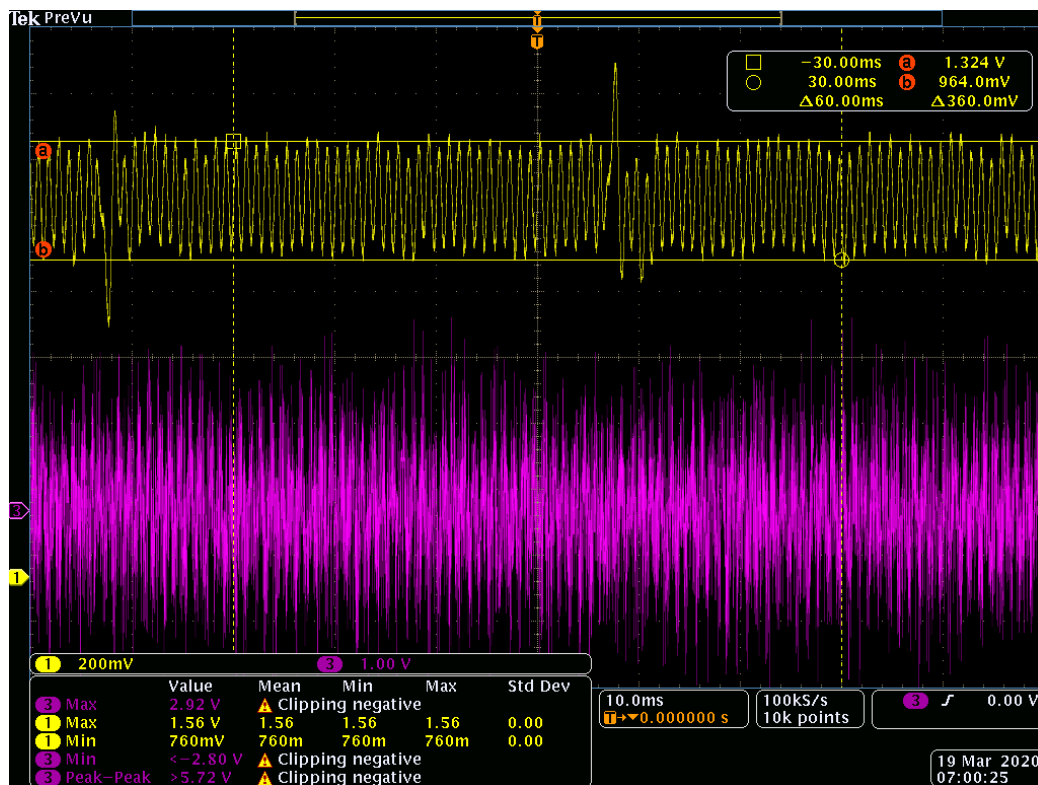 Tek PreVu
T
T
−30.00ms a 1.324 V
30.00ms b 964.0mV
Δ60.00ms Δ360.0mV
a
b
3
1
1 200mV 3 1.00 V
Value Mean Min Max Std Dev
3 Max 2.92 V Clipping negative
1 Max 1.56 V 1.56 1.56 1.56 0.00
1 Min 760mV 760m 760m 760m 0.00
3 Min <−2.80 V Clipping negative
3 Peak−Peak >5.72 V Clipping negative
10.0ms
T→▼0.000000 s
100kS/s
10k points
3 0.00 V
19 Mar 2020
07:00:25